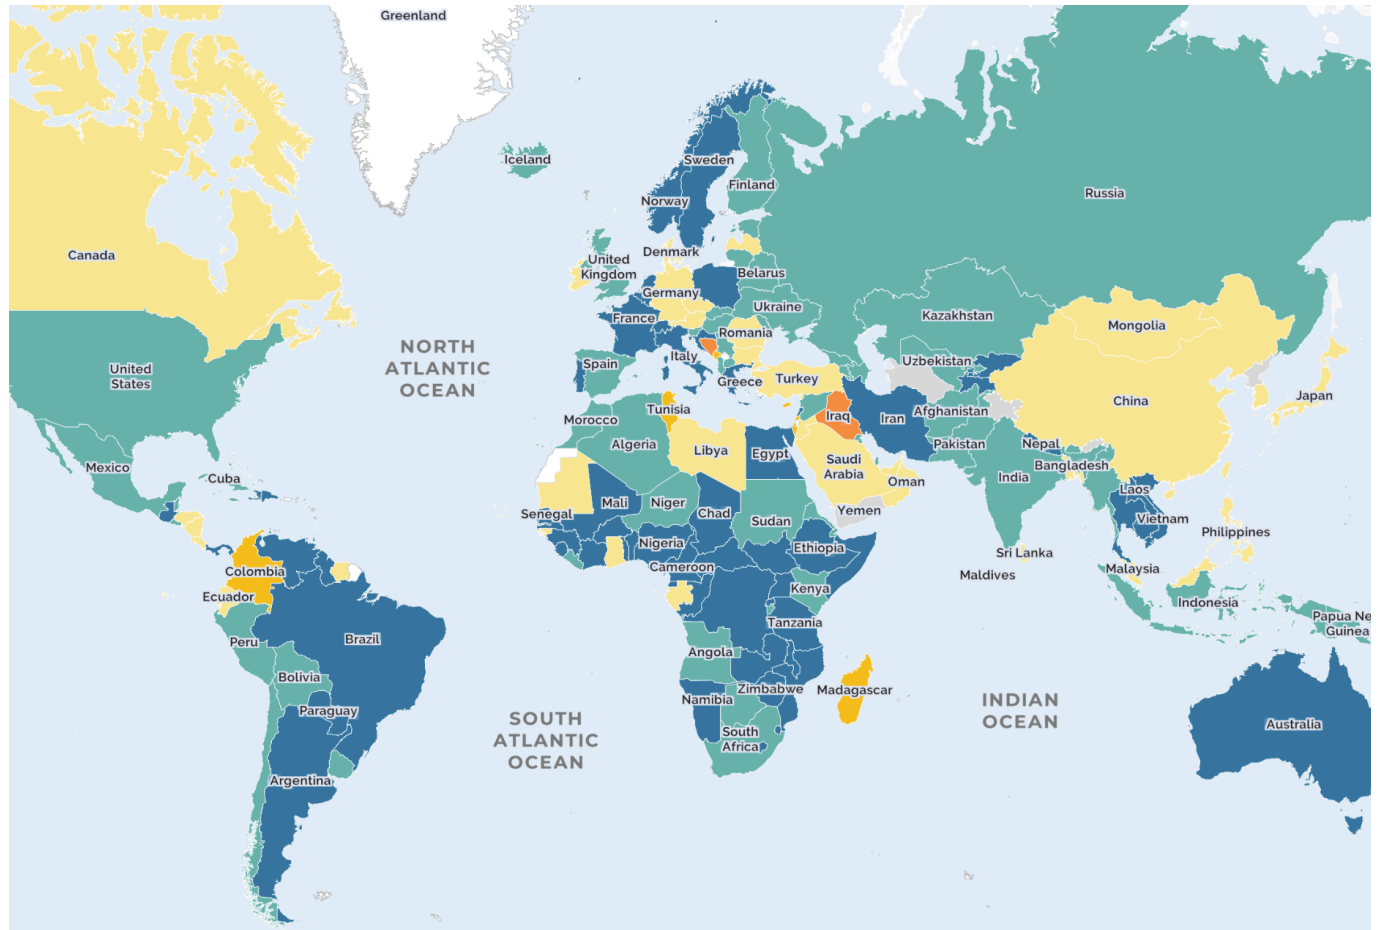 Greenland
Iceland
Sweden
Finland
Norway
Russia
Canada
Denmark
United
Kingdom
Belarus
Germany
Ukraine
France
Kazakhstan
Mongolia
Romania
NORTH
ATLANTIC
OCEAN
Italy
Uzbekistan
Spain
United
States
Greece
Turkey
China
Japan
Tunisia
Iraq
Iran
Afghanistan
Morocco
Algeria
Libya
Egypt
Pakistan
Nepal
Saudi
Arabia
Mexico
Cuba
India
Bangladesh
Oman
Laos
Mali
Niger
Chad
Senegal
Yemen
Sudan
Vietnam
Philippines
Nigeria
Ethiopia
Sri Lanka
Cameroon
Colombia
Maldives
Malaysia
Kenya
Ecuador
Indonesia
Papua Ne
Guinea
Tanzania
Peru
Brazil
Angola
Bolivia
Zimbabwe
Madagascar
Namibia
INDIAN
OCEAN
Paraguay
SOUTH
ATLANTIC
OCEAN
South
Africa
Australia
Argentina